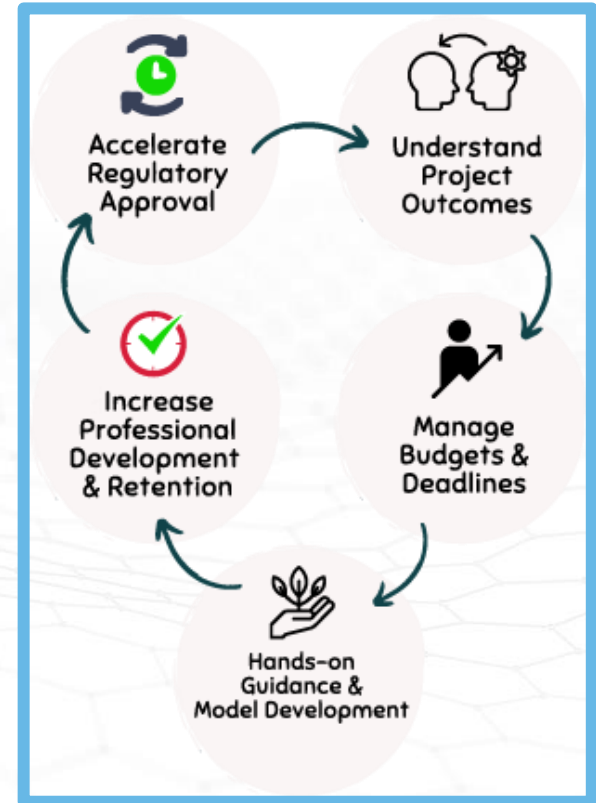 Accelerate
Regulatory
Approval
Understand
Project
Outcomes
Manage
Budgets &
Deadlines
Hands-on
Guidance &
Model Development
Increase
Professional
Development
& Retention